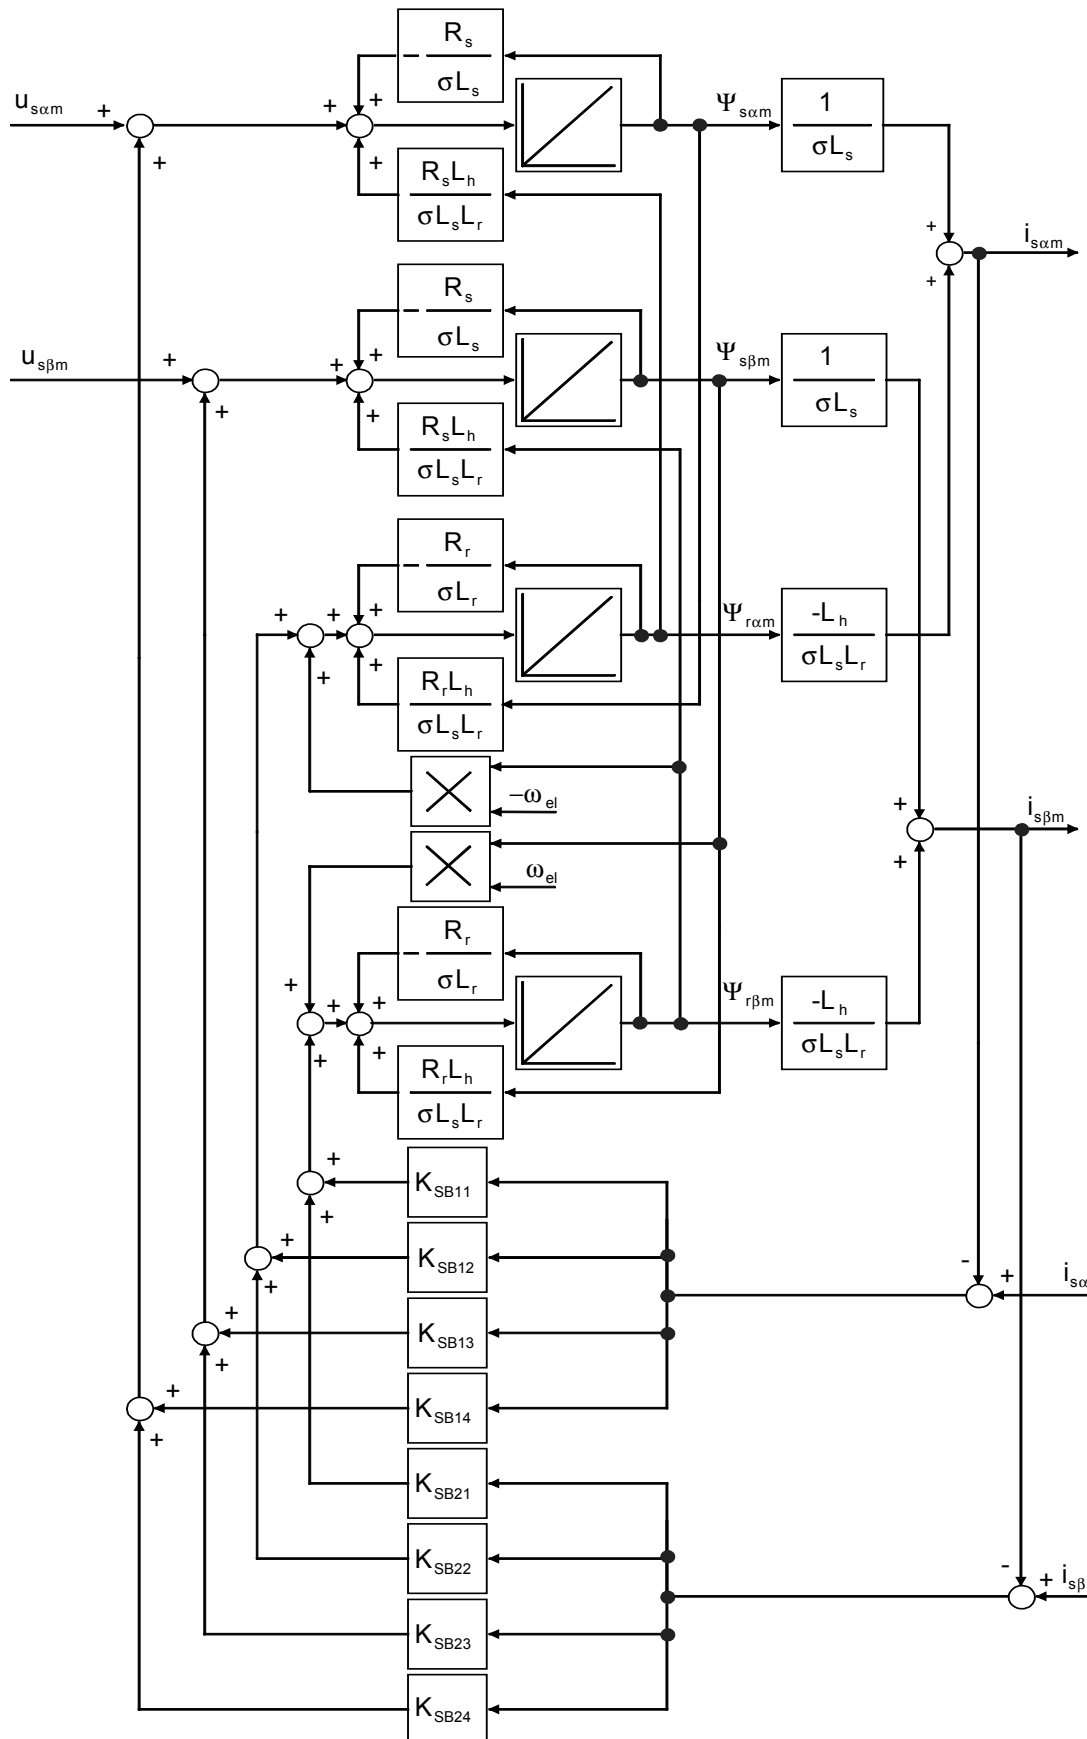 R_s
σL_s
u_sαm + + + + +
Ψ_sαm
1
σL_s
R_sL_h
σL_sL_r
+
+
i_sαm
R_s
σL_s
u_sβm + + + + +
Ψ_sβm
1
σL_s
R_sL_h
σL_sL_r
R_r
σL_r
+ + + + +
Ψ_rαm
-L_h
σL_sL_r
R_rL_h
σL_sL_r
−ω_el
+
+
i_sβm
ω_el
R_r
σL_r
+ + + + +
Ψ_rβm
-L_h
σL_sL_r
R_rL_h
σL_sL_r
+ + K_SB11
+ + K_SB12
- + i_sα
+ + K_SB13
+ + K_SB14
K_SB21
K_SB22
- + i_sβ
K_SB23
K_SB24